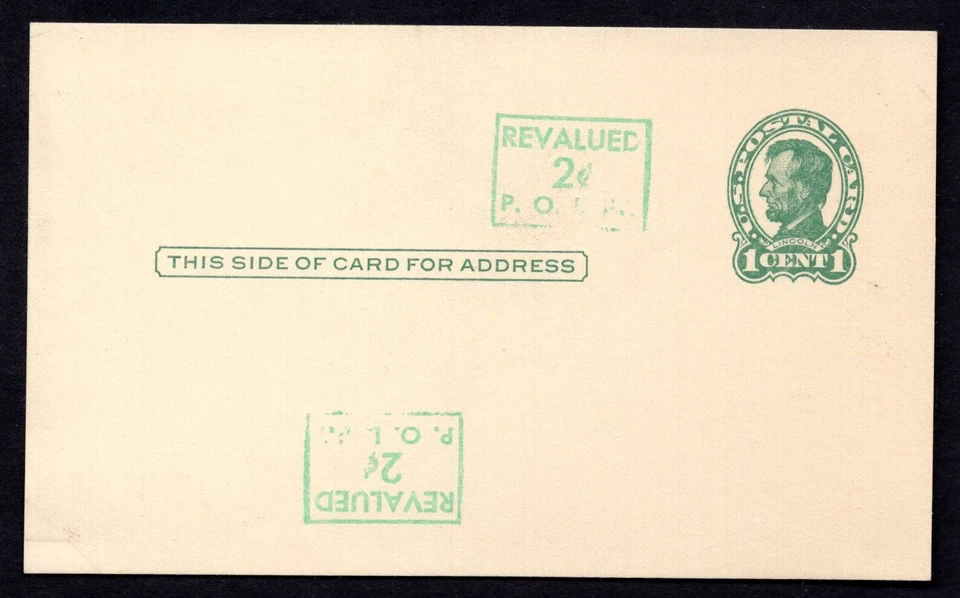 REVALUED
2¢
P. O. D
U.S. POSTAL CARD.
LINCOLN
1 CENT 1
THIS SIDE OF CARD FOR ADDRESS
P. O.
2¢
REVALUED